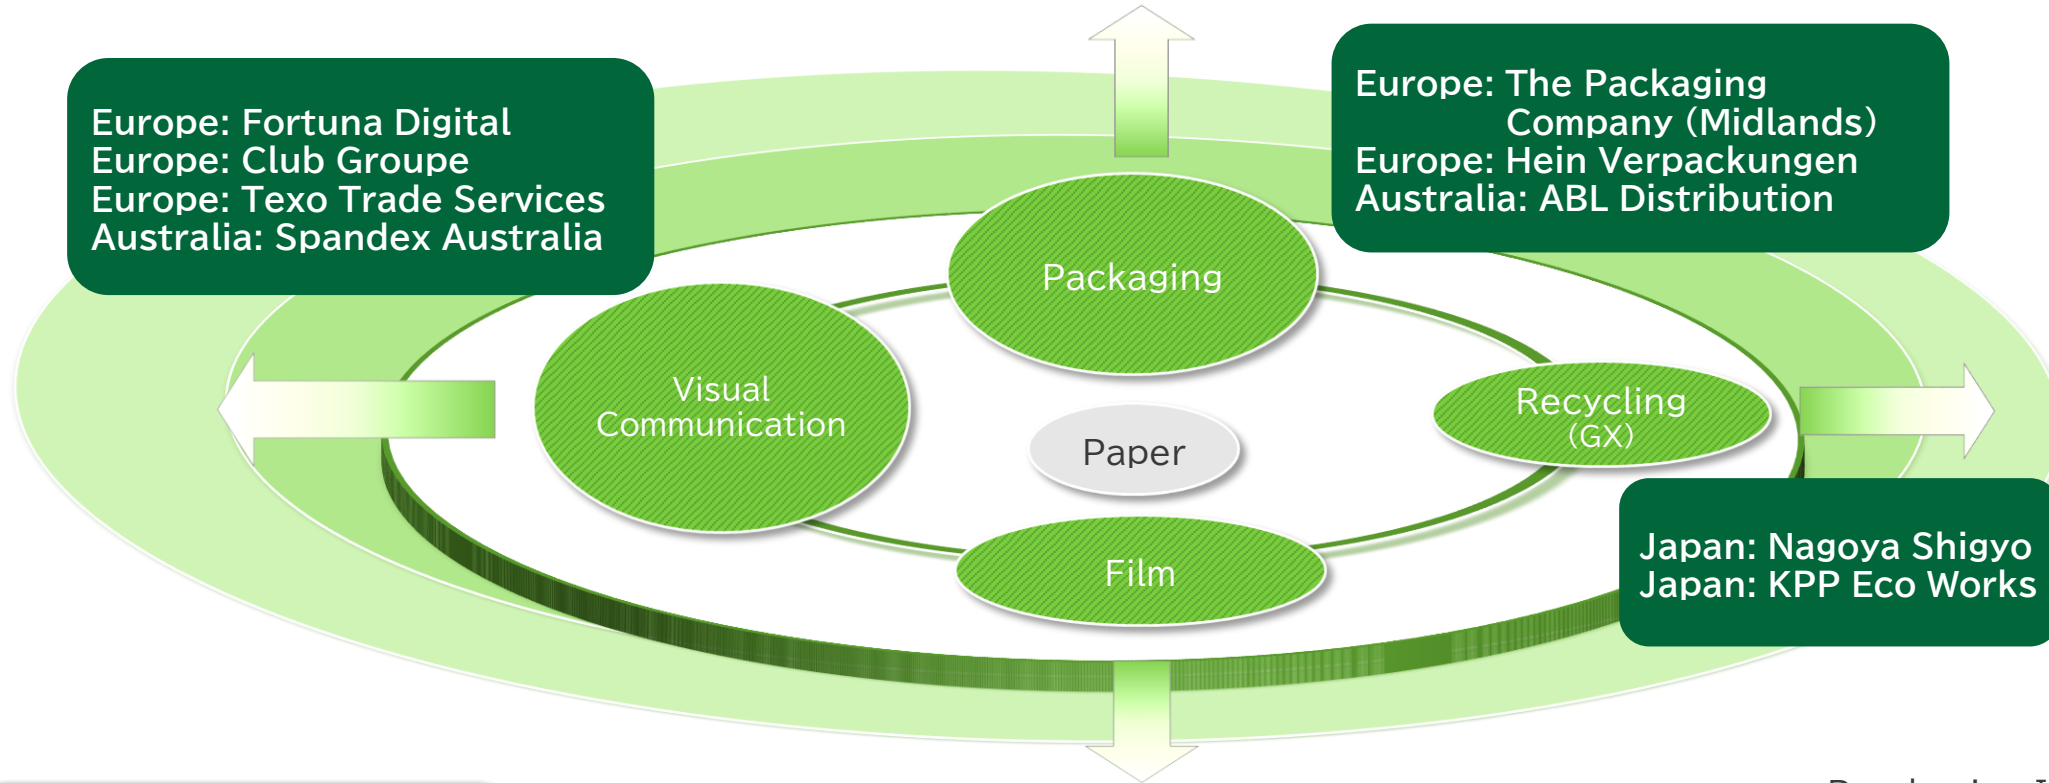 Europe: Fortuna Digital
Europe: Club Groupe
Europe: Texo Trade Services
Australia: Spandex Australia
Europe: The Packaging
Company (Midlands)
Europe: Hein Verpackungen
Australia: ABL Distribution
Packaging
Visual
Communication
Recycling
(GX)
Paper
Film
Japan: Nagoya Shigyo
Japan: KPP Eco Works